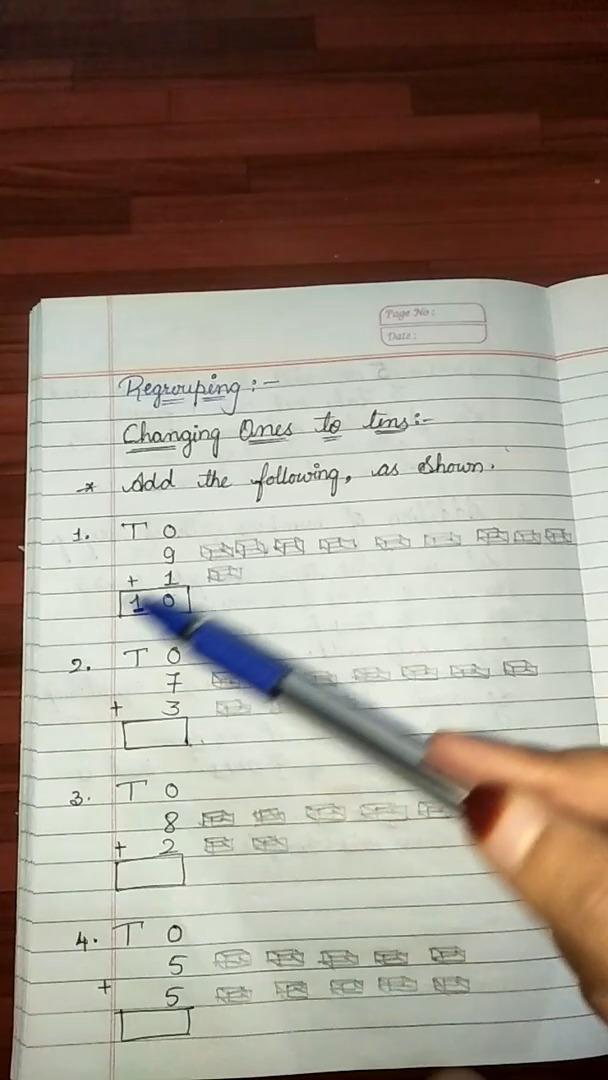 Page No:
Date:
Regrouping:-
Changing Ones to tens:-
* Add the following, as shown.
1. T O
9
+ 1
1 0
2. T O
7
+ 3
3. T O
8
+ 2
4. T O
5
+ 5